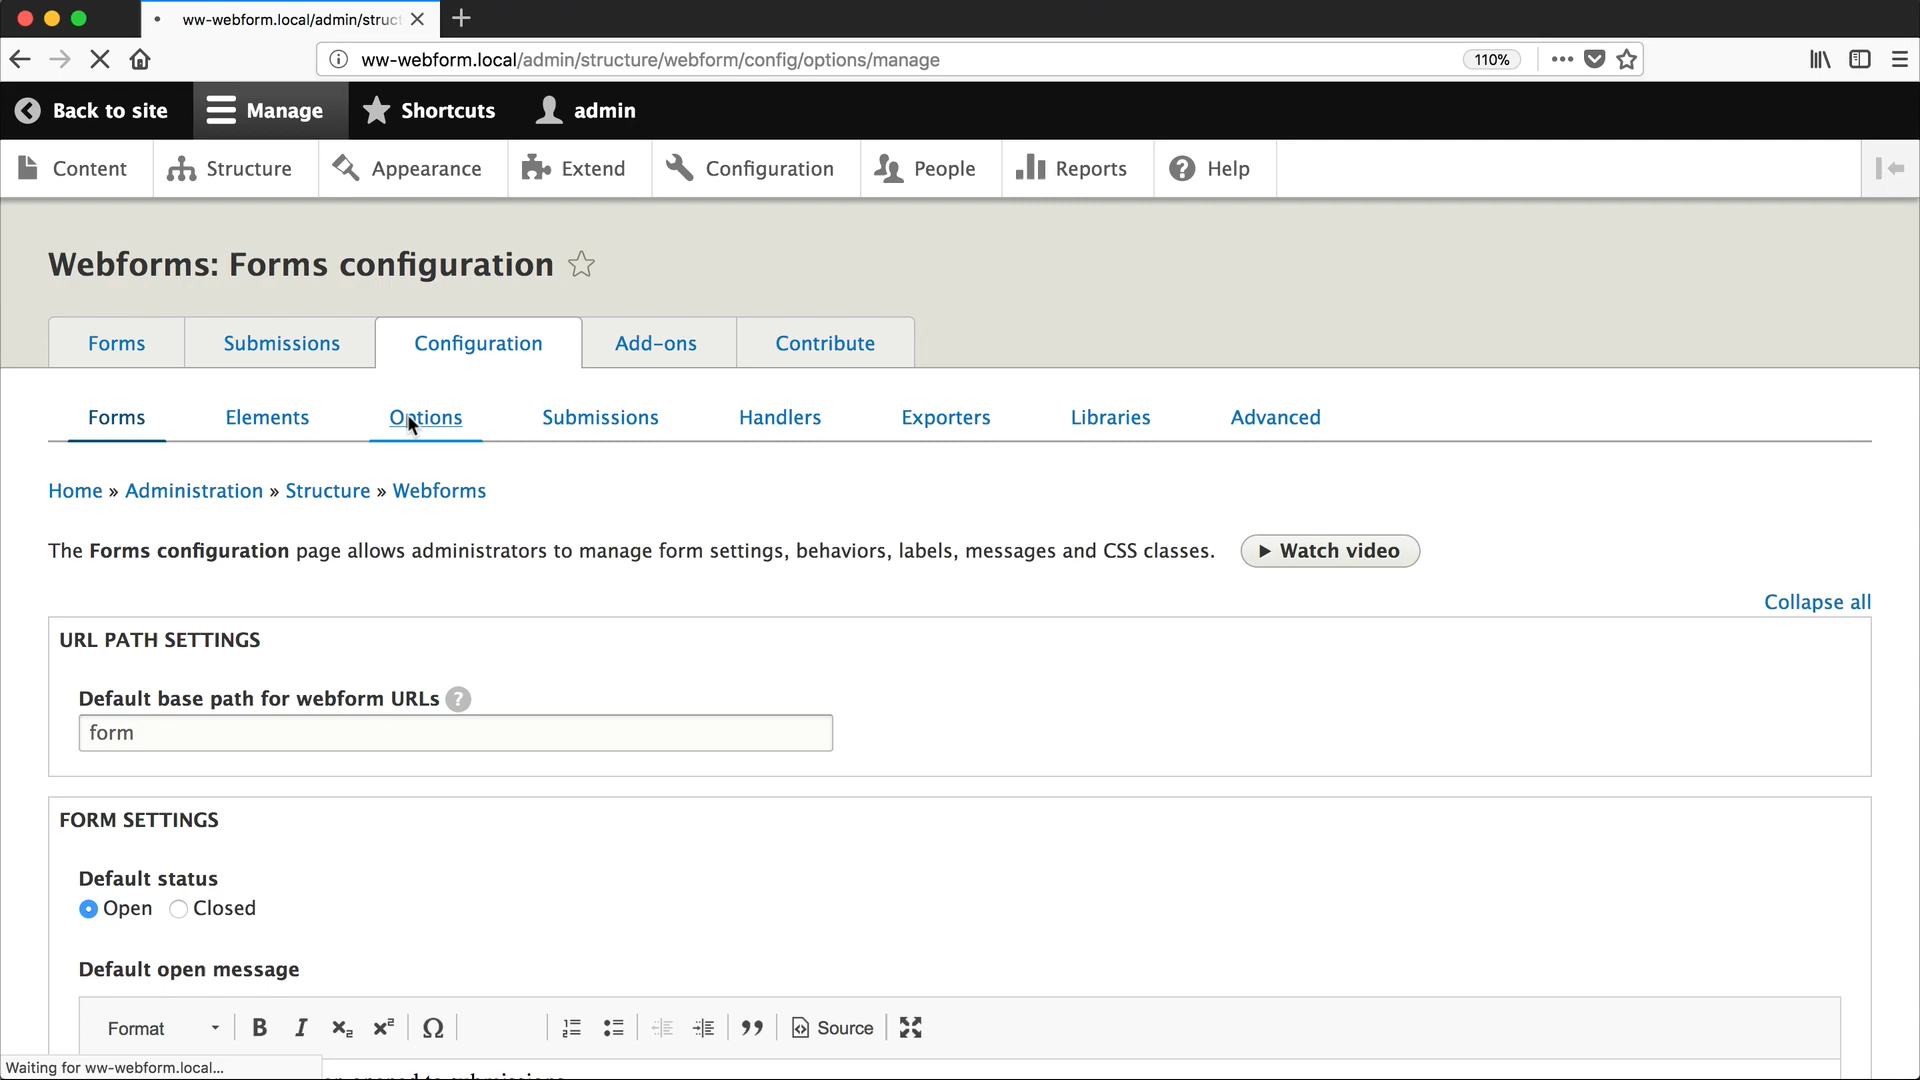 ww-webform.local/admin/struct
ww-webform.local/admin/structure/webform/config/options/manage
110%
Back to site
Manage
Shortcuts
admin
Content
Structure
Appearance
Extend
Configuration
People
Reports
Help
Webforms: Forms configuration
Forms
Submissions
Configuration
Add-ons
Contribute
Forms
Elements
Options
Submissions
Handlers
Exporters
Libraries
Advanced
Home » Administration » Structure » Webforms
The Forms configuration page allows administrators to manage form settings, behaviors, labels, messages and CSS classes.
Watch video
Collapse all
URL PATH SETTINGS
Default base path for webform URLs ?
form
FORM SETTINGS
Default status
Open
Closed
Default open message
Format
B I x₂ x² Ω
Source
Waiting for ww-webform.local...